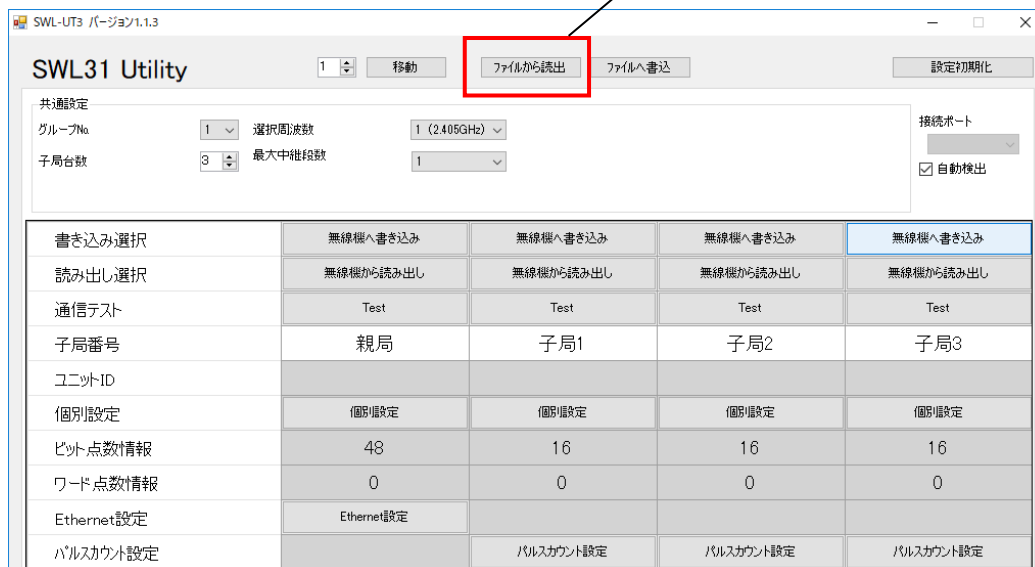 SWL-UT3 バージョン1.1.3
SWL31 Utility 1 移動 ファイルから読出 ファイルへ書込 設定初期化
共通設定
グループNo. 1 選択周波数 1 (2.405GHz) 接続ポート
子局台数 3 最大中継段数 1 自動検出
書き込み選択 無線機へ書き込み 無線機へ書き込み 無線機へ書き込み 無線機へ書き込み
読み出し選択 無線機から読み出し 無線機から読み出し 無線機から読み出し 無線機から読み出し
通信テスト Test Test Test Test
子局番号 親局 子局1 子局2 子局3
ユニットID
個別設定 個別設定 個別設定 個別設定 個別設定
ビット点数情報 48 16 16 16
ワード点数情報 0 0 0 0
Ethernet設定 Ethernet設定
パルスカウント設定 パルスカウント設定 パルスカウント設定 パルスカウント設定